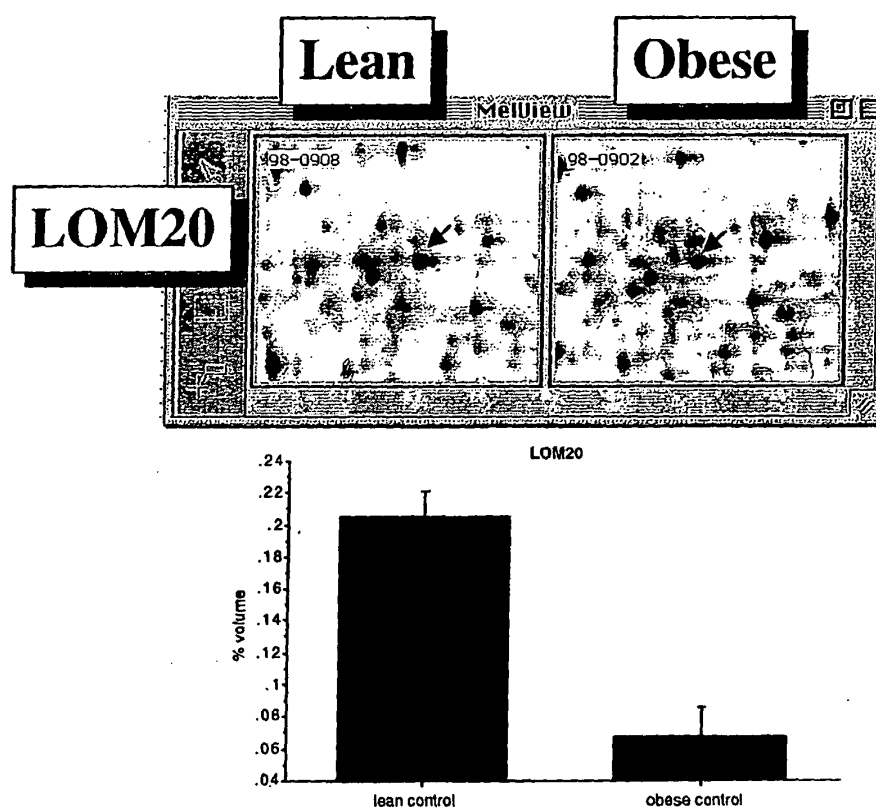 Lean
Obese
MelView
98-0908
98-0902
LOM20
LOM20
% volume
.24
.22
.2
.18
.16
.14
.12
.1
.08
.06
.04
lean control
obese control